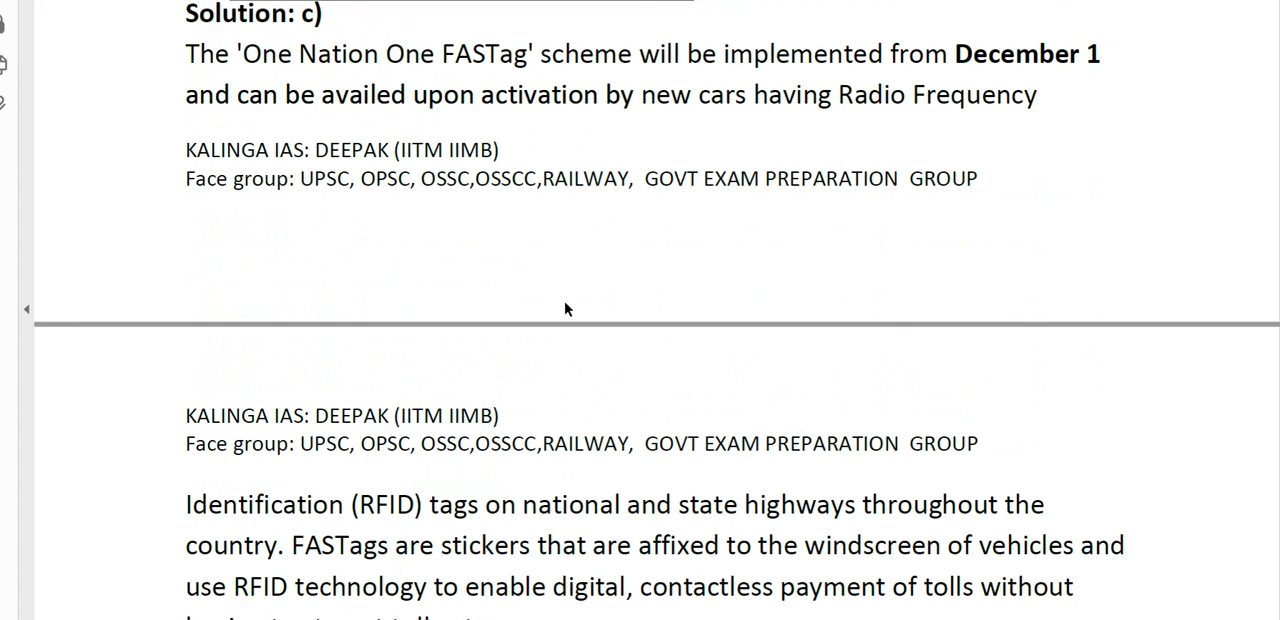 Solution: c)
The 'One Nation One FASTag' scheme will be implemented from December 1
and can be availed upon activation by new cars having Radio Frequency
KALINGA IAS: DEEPAK (IITM IIMB)
Face group: UPSC, OPSC, OSSC,OSSCC,RAILWAY,  GOVT EXAM PREPARATION  GROUP
KALINGA IAS: DEEPAK (IITM IIMB)
Face group: UPSC, OPSC, OSSC,OSSCC,RAILWAY,  GOVT EXAM PREPARATION  GROUP
Identification (RFID) tags on national and state highways throughout the
country. FASTags are stickers that are affixed to the windscreen of vehicles and
use RFID technology to enable digital, contactless payment of tolls without